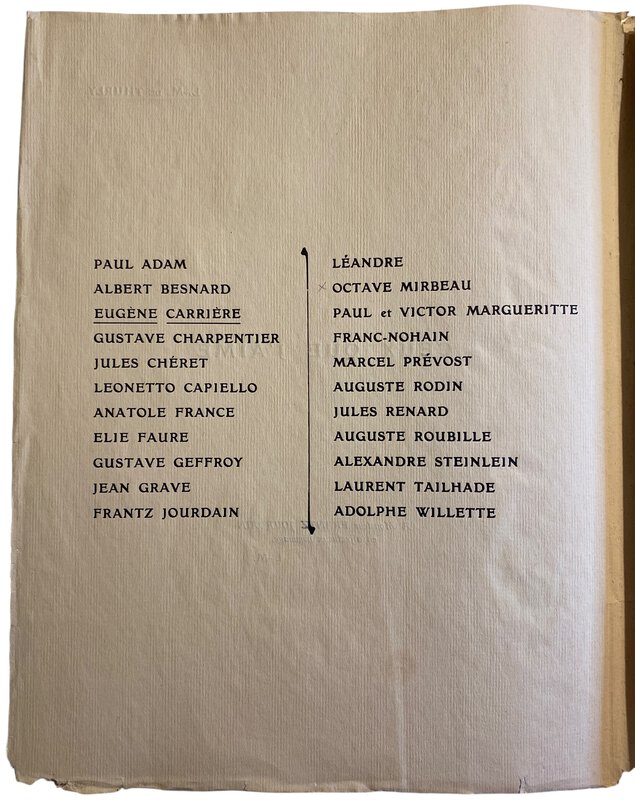 PAUL ADAM
ALBERT BESNARD
EUGÈNE CARRIÈRE
GUSTAVE CHARPENTIER
JULES CHÉRET
LEONETTO CAPIELLO
ANATOLE FRANCE
ELIE FAURE
GUSTAVE GEFFROY
JEAN GRAVE
FRANTZ JOURDAIN
LÉANDRE
OCTAVE MIRBEAU
PAUL et VICTOR MARGUERITTE
FRANC-NOHAIN
MARCEL PRÉVOST
AUGUSTE RODIN
JULES RENARD
AUGUSTE ROUBILLE
ALEXANDRE STEINLEIN
LAURENT TAILHADE
ADOLPHE WILLETTE